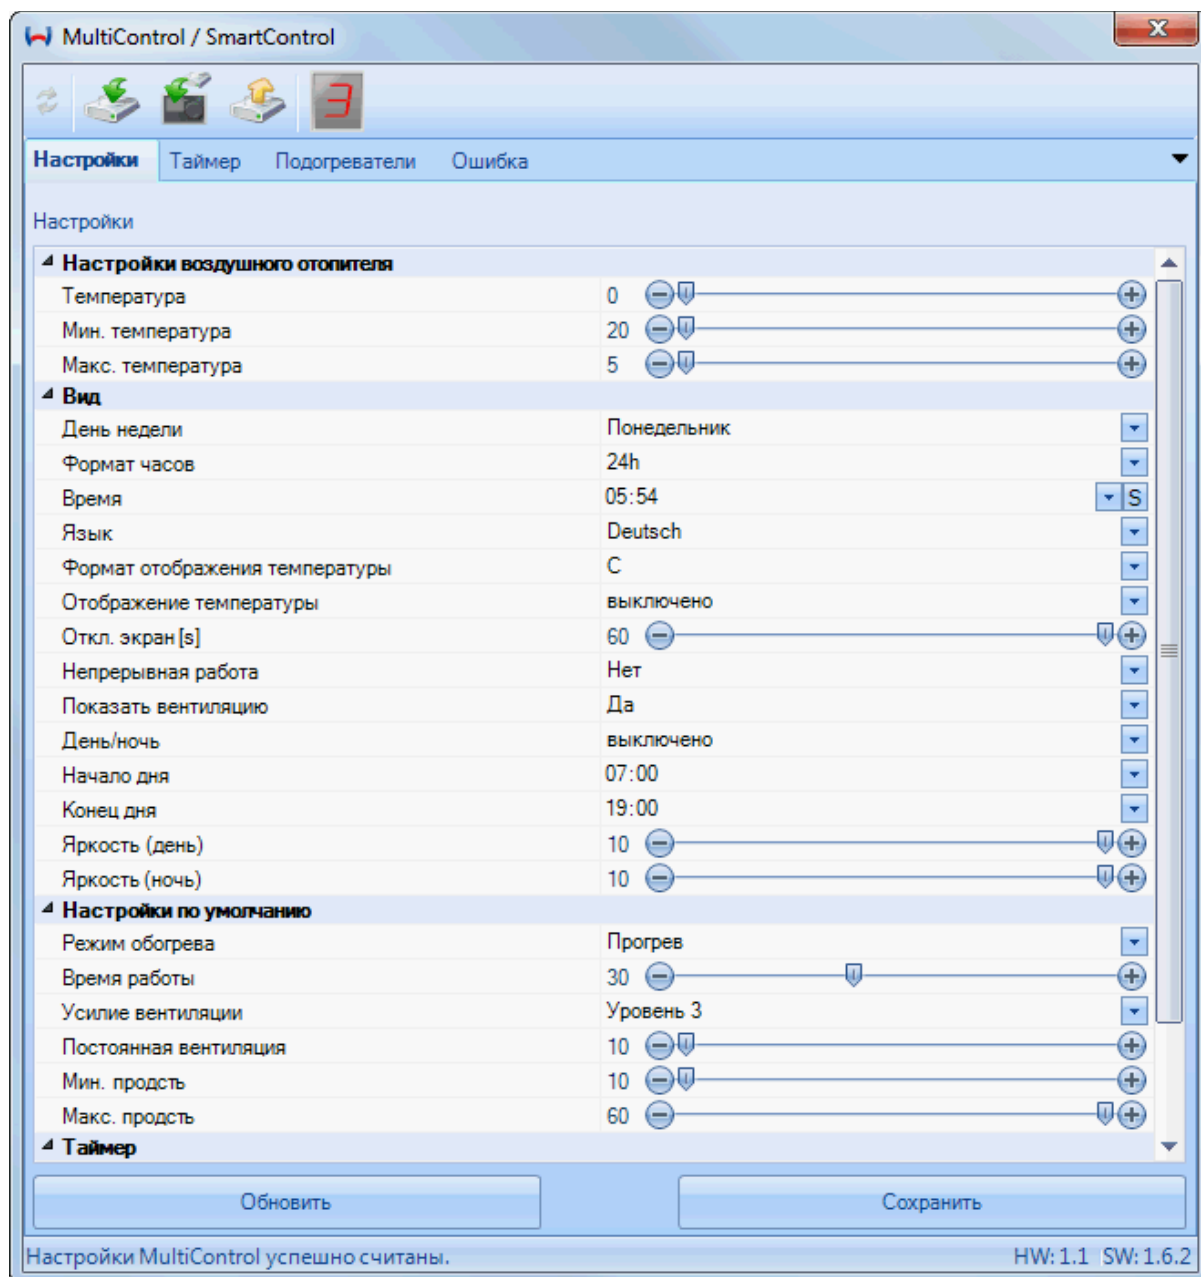 MultiControl / SmartControl
Настройки Таймер Подогреватели Ошибка
Настройки
Настройки воздушного отопителя
Температура 0
Мин. температура 20
Макс. температура 5
Вид
День недели Понедельник
Формат часов 24h
Время 05:54 S
Язык Deutsch
Формат отображения температуры C
Отображение температуры выключено
Откл. экран [s] 60
Непрерывная работа Нет
Показать вентиляцию Да
День/ночь выключено
Начало дня 07:00
Конец дня 19:00
Яркость (день) 10
Яркость (ночь) 10
Настройки по умолчанию
Режим обогрева Прогрев
Время работы 30
Усилие вентиляции Уровень 3
Постоянная вентиляция 10
Мин. продсть 10
Макс. продсть 60
Таймер
Обновить Сохранить
Настройки MultiControl успешно считаны. HW: 1.1 SW: 1.6.2